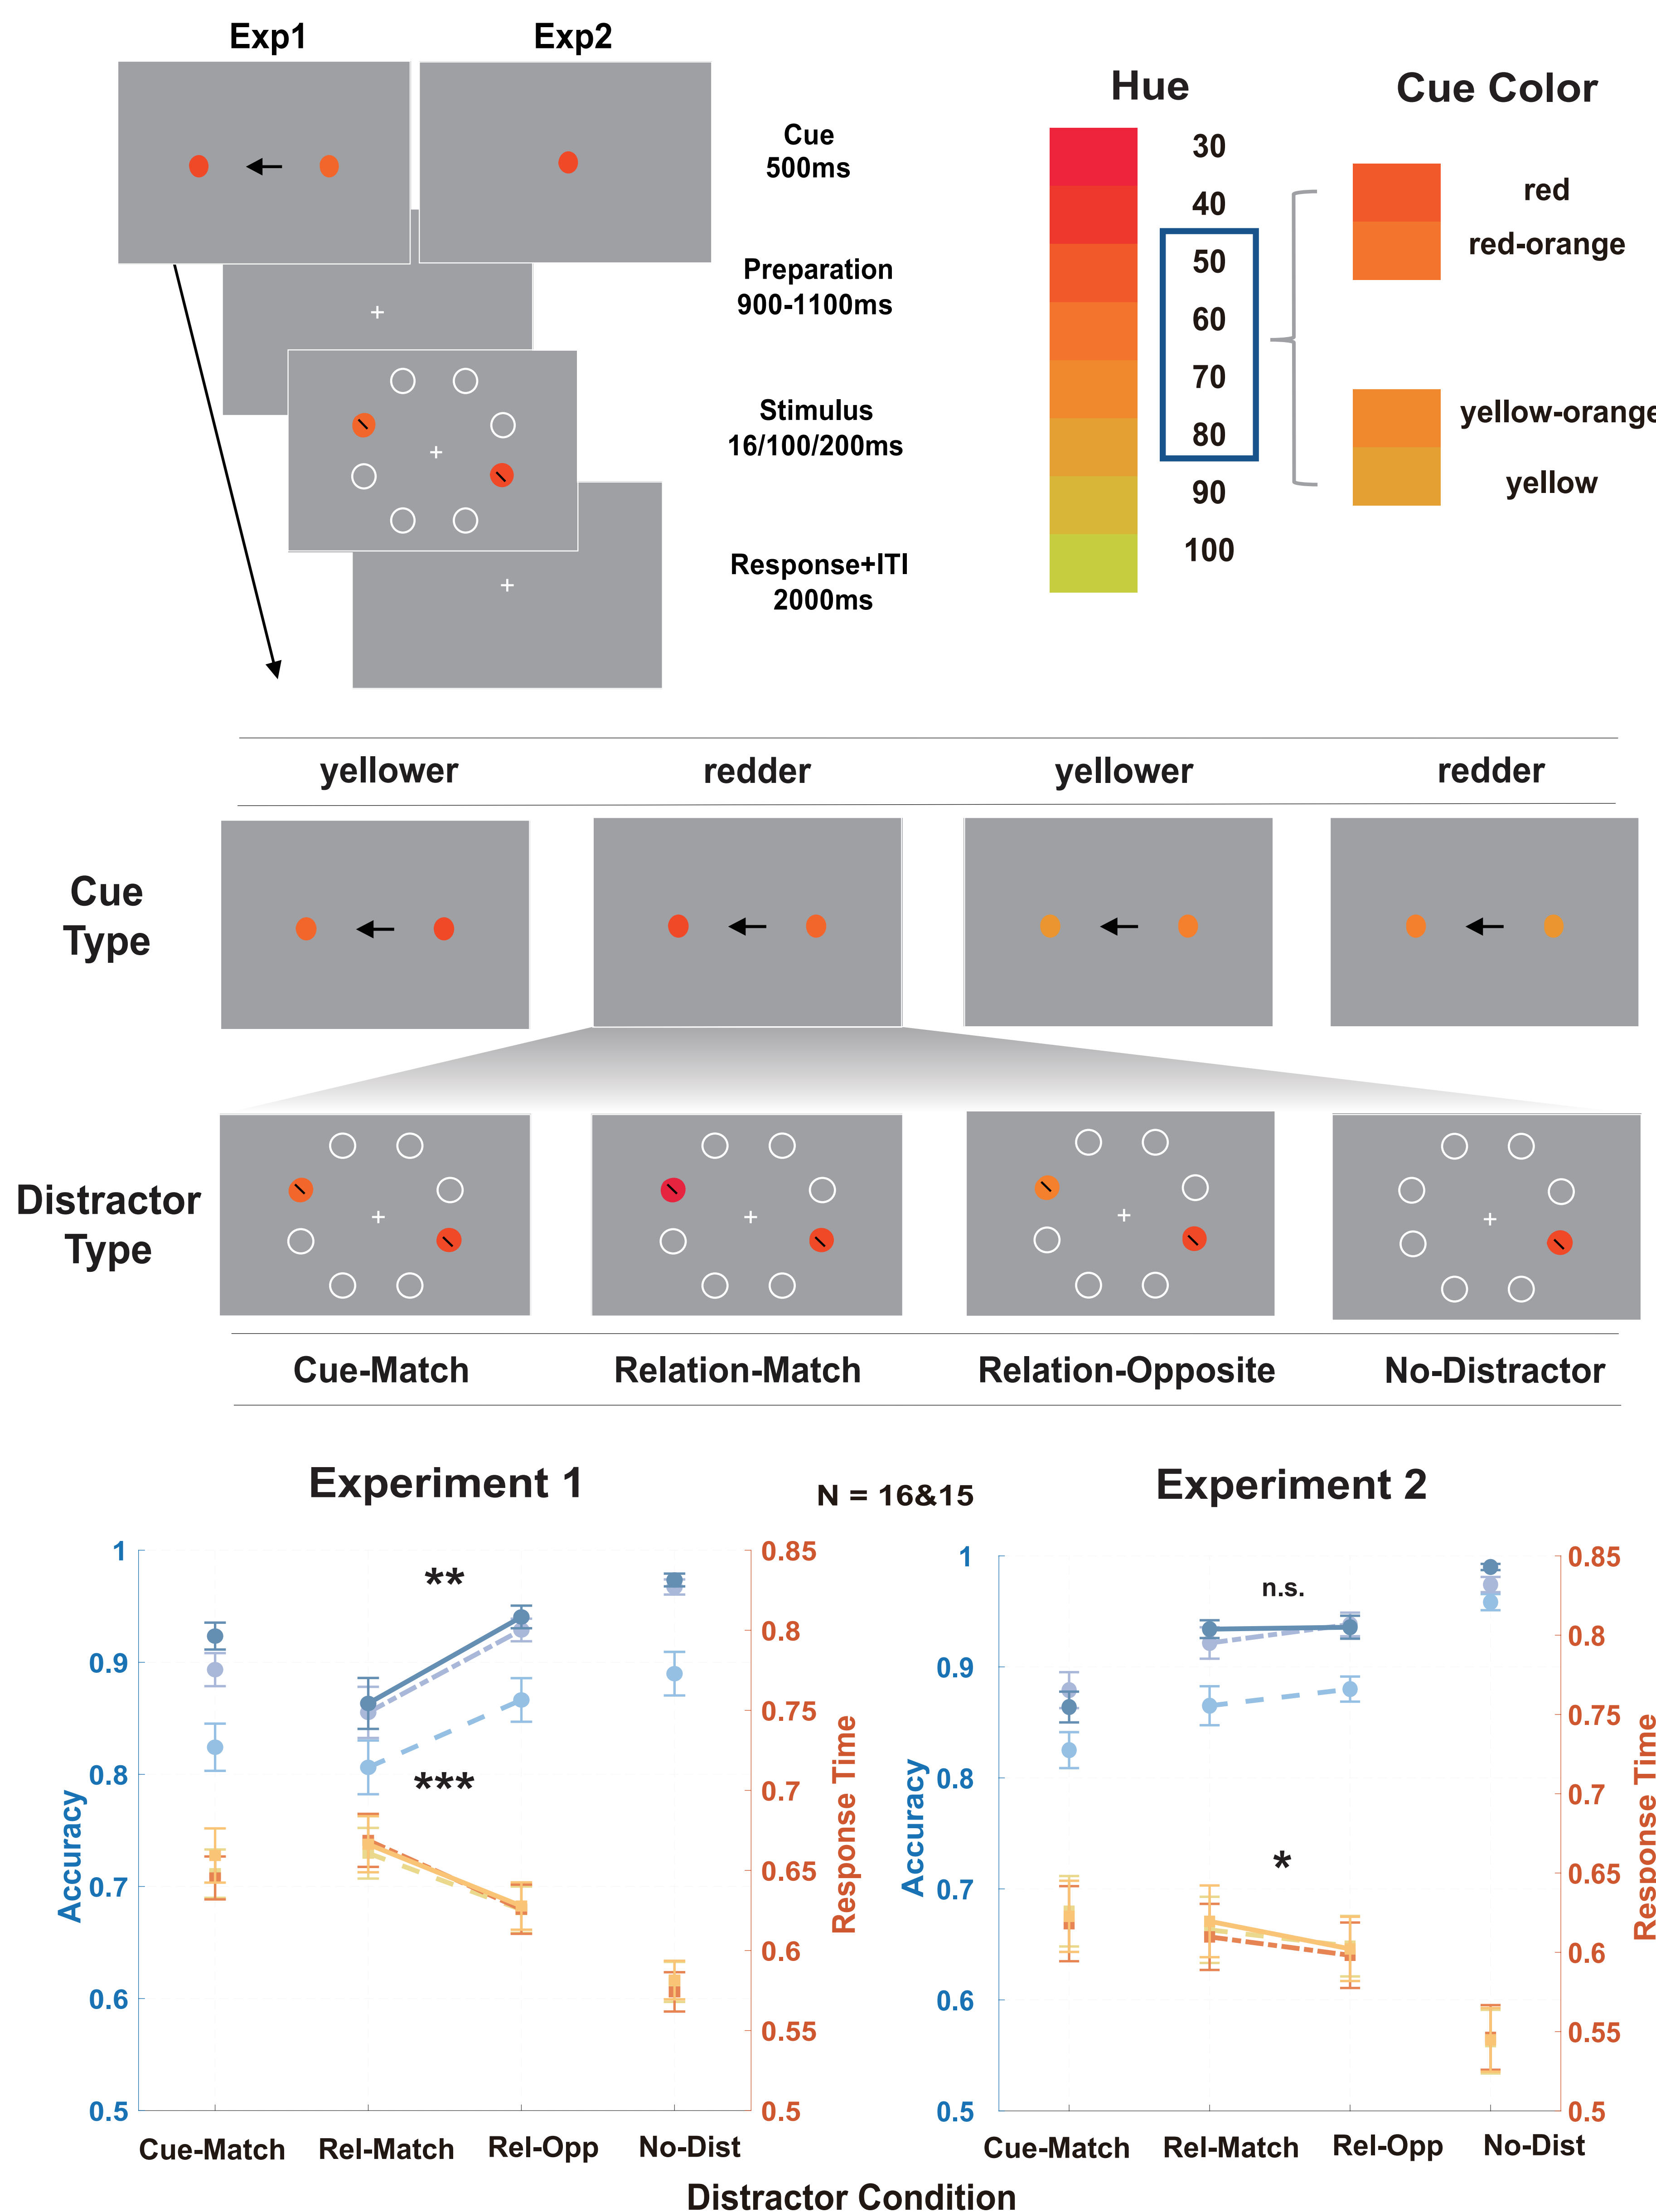 Exp1
Exp2
Cue
500ms
Preparation
900-1100ms
Stimulus
16/100/200ms
Response+ITI
2000ms
Hue
30
40
50
60
70
80
90
100
Cue Color
red
red-orange
yellow-orange
yellow
yellower
redder
yellower
redder
Cue
Type
Distractor
Type
Cue-Match
Relation-Match
Relation-Opposite
No-Distractor
Experiment 1
N = 16&15
Experiment 2
1
0.9
0.8
0.7
0.6
0.5
Accuracy
**
***
0.85
0.8
0.75
0.7
0.65
0.6
0.55
0.5
Response Time
Cue-Match
Rel-Match
Rel-Opp
No-Dist
1
0.9
0.8
0.7
0.6
0.5
Accuracy
n.s.
*
0.85
0.8
0.75
0.7
0.65
0.6
0.55
0.5
Response Time
Cue-Match
Rel-Match
Rel-Opp
No-Dist
Distractor Condition